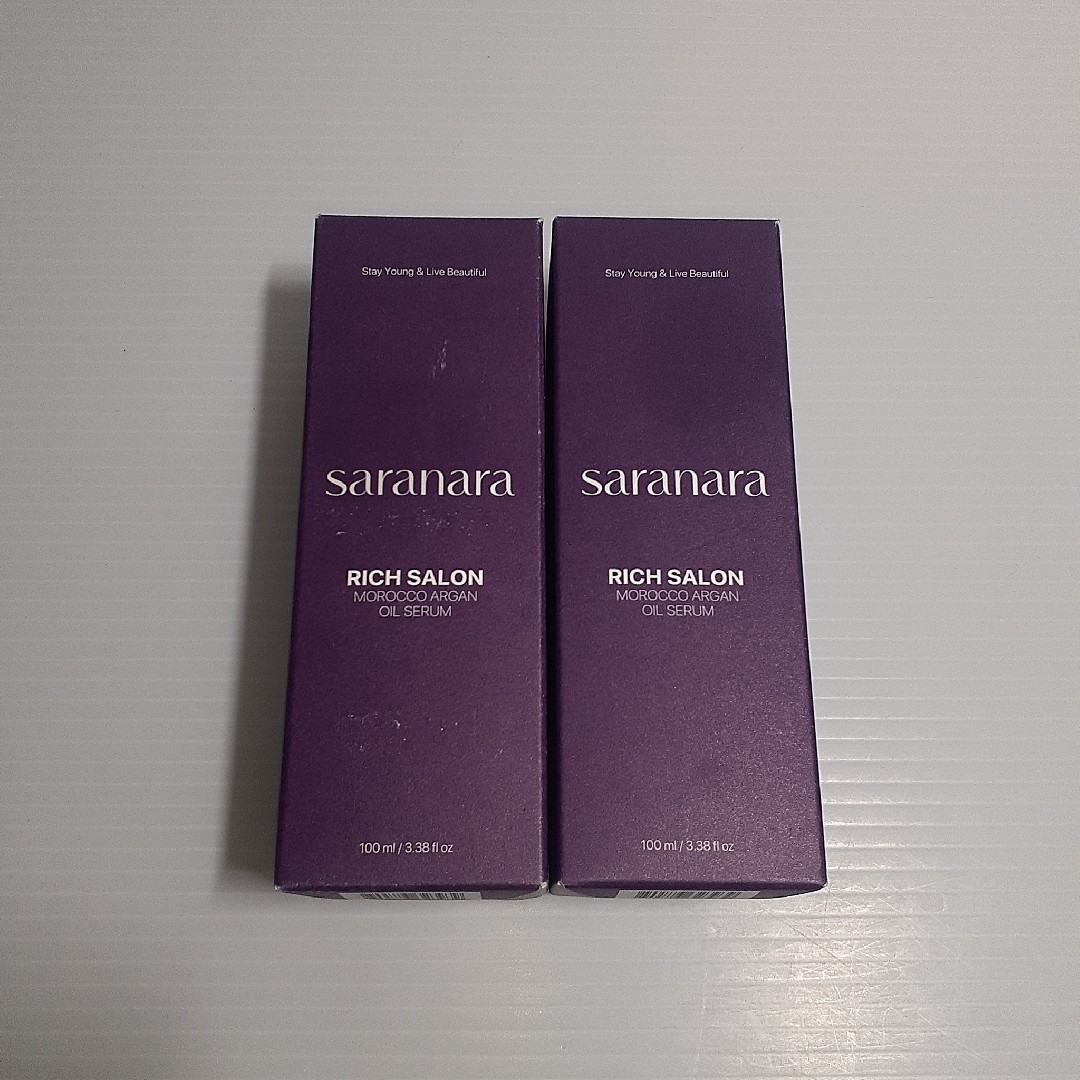 Stay Young & Live Beautiful
saranara
RICH SALON
MOROCCO ARGAN
OIL SERUM
100 ml / 3.38 fl oz
Stay Young & Live Beautiful
saranara
RICH SALON
MOROCCO ARGAN
OIL SERUM
100 ml / 3.38 fl oz